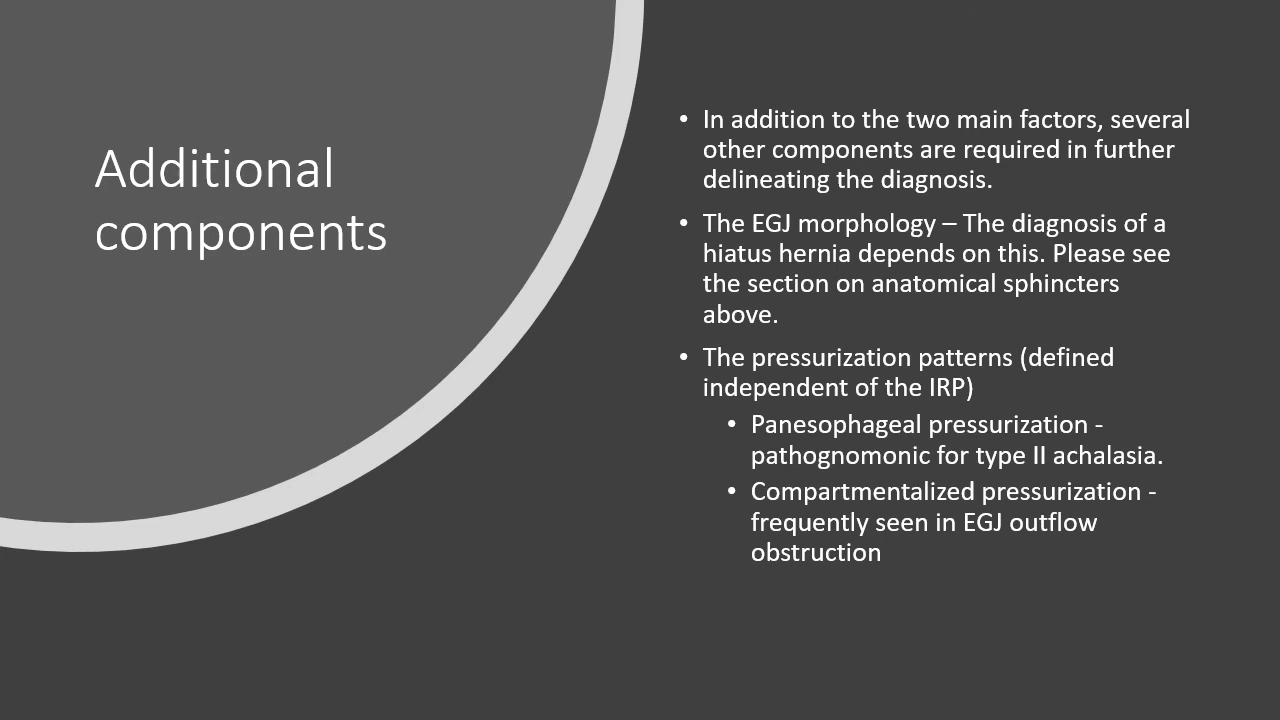 Additional
components
• In addition to the two main factors, several
other components are required in further
delineating the diagnosis.
• The EGJ morphology – The diagnosis of a
hiatus hernia depends on this. Please see
the section on anatomical sphincters
above.
• The pressurization patterns (defined
independent of the IRP)
• Panesophageal pressurization -
pathognomonic for type II achalasia.
• Compartmentalized pressurization -
frequently seen in EGJ outflow
obstruction